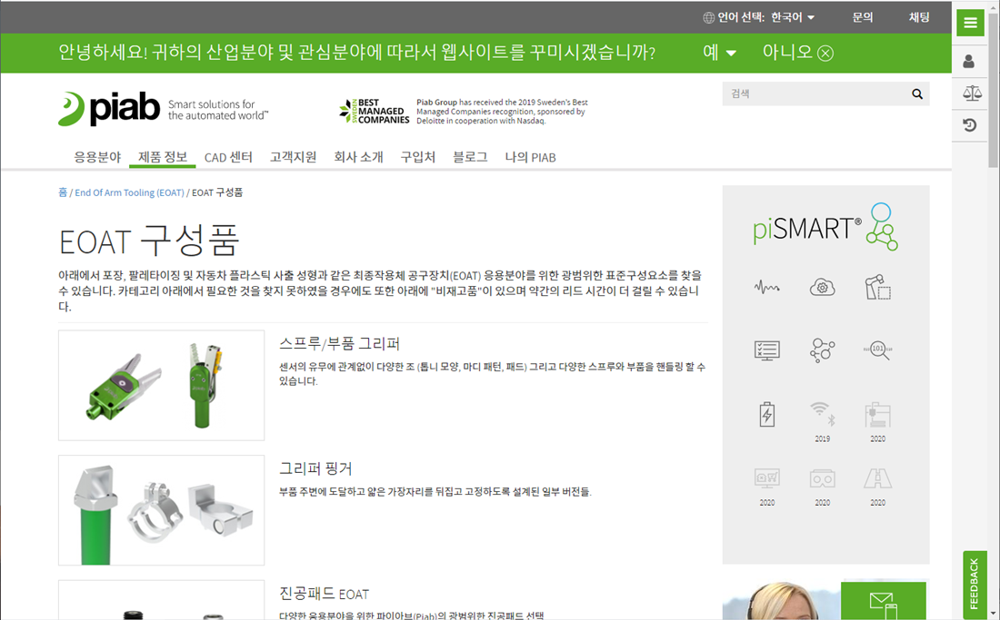 언어 선택: 한국어
문의
채팅
안녕하세요! 귀하의 산업분야 및 관심분야에 따라서 웹사이트를 꾸미시겠습니까?
예
아니오
piab
Smart solutions for
the automated world™
SWEDEN
BEST
MANAGED
COMPANIES
Piab Group has received the 2019 Sweden's Best
Managed Companies recognition, sponsored by
Deloitte in cooperation with Nasdaq.
검색
응용분야
제품 정보
CAD 센터
고객지원
회사 소개
구입처
블로그
나의 PIAB
홈 / End Of Arm Tooling (EOAT) / EOAT 구성품
EOAT 구성품
아래에서 포장, 팔레타이징 및 자동차 플라스틱 사출 성형과 같은 최종작용체 공구장치(EOAT) 응용분야를 위한 광범위한 표준구성요소를 찾을
수 있습니다. 카테고리 아래에서 필요한 것을 찾지 못하였을 경우에도 또한 아래에 "비재고품"이 있으며 약간의 리드 시간이 더 걸릴 수 있습니
다.
스프루/부품 그리퍼
센서의 유무에 관계없이 다양한 조 (톱니 모양, 마디 패턴, 패드) 그리고 다양한 스프루와 부품을 핸들링 할 수
있습니다.
그리퍼 핑거
부품 주변에 도달하고 얇은 가장자리를 뒤집고 고정하도록 설계된 일부 버전들.
진공패드 EOAT
다양한 응용분야를 위한 파이아브(Piab)의 광범위한 진공패드 선택
piSMART®
101
2019
2020
2020
2020
2020
FEEDBACK